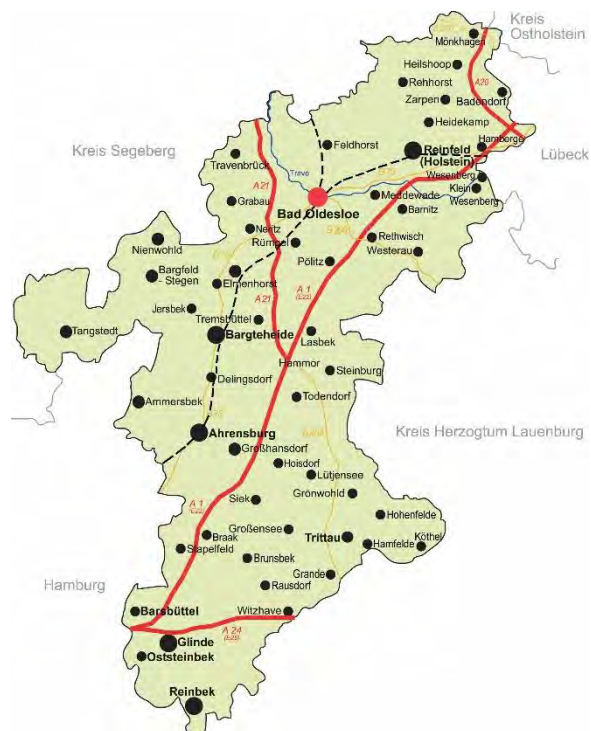 Kreis
Ostholstein
Mönkhagen
Heilshoop
Rehhorst
A20
Zarpen
Badendorf
Heidekamp
Kreis Segeberg
Feldhorst
Reinfeld
(Holstein)
Hamberge
Lübeck
Travenbrück
Trave
Wesenberg
A21
Klein
Wesenberg
Meddewade
Grabau
Barnitz
Bad Oldesloe
Neritz
Rümpel
Rethwisch
Nienwohld
Westerau
Pölitz
Bargfeld
-Stegen
Elmenhorst
A 1
A21
Jersbek
Tremsbüttel
Tangstedt
Bargteheide
Lasbek
Hammor
Steinburg
Delingsdorf
Todendorf
Ammersbek
Ahrensburg
Kreis Herzogtum Lauenburg
Großhansdorf
Hoisdorf
Lütjensee
Grönwohld
Siek
A 1
Hohenfelde
Großensee
Braak
Trittau
Hamfelde
Köthel
Stapelfeld
Brunsbek
Hamburg
Grande
Rausdorf
Barsbüttel
Witzhave
A 24
Glinde
Oststeinbek
Reinbek